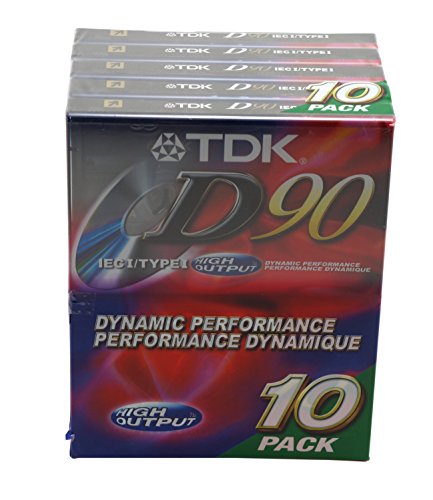 D90 IEC I/TYPE I
TDK D90 IEC I/TYPE I
TDK D90 IEC I/TYPE I
TDK D90 IEC I/TYPE I
TDK D90 IEC I
10
PACK
TDK
D90
IEC I/TYPE I HIGH OUTPUT DYNAMIC PERFORMANCE
PERFORMANCE DYNAMIQUE
DYNAMIC PERFORMANCE
PERFORMANCE DYNAMIQUE
HIGH
OUTPUT
10
PACK